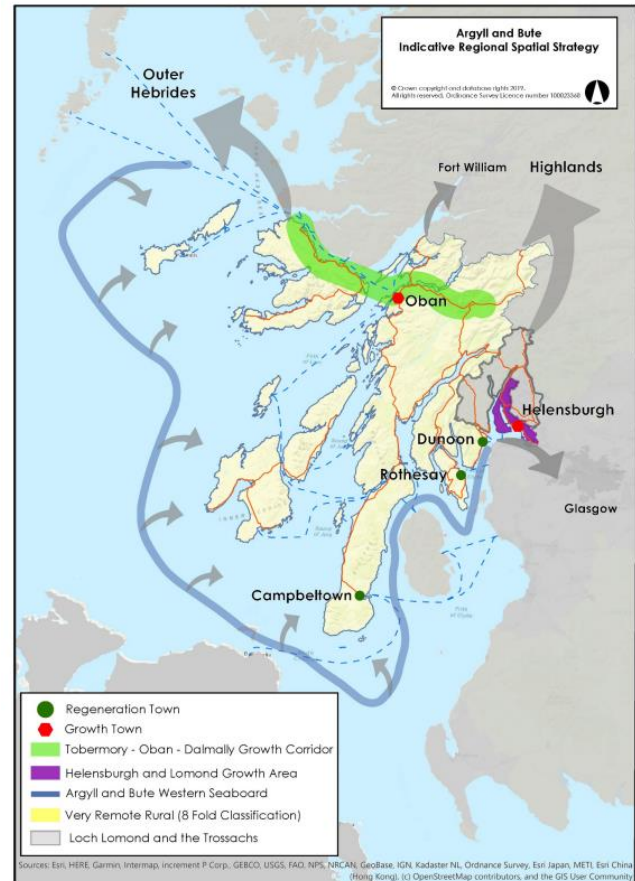 Argyll and Bute
Indicative Regional Spatial Strategy
© Crown copyright and database rights 2019.
All rights reserved. Ordnance Survey Licence number 100023368
Outer
Hebrides
Fort William
Highlands
Oban
Helensburgh
Dunoon
Rothesay
Glasgow
Campbeltown
Regeneration Town
Growth Town
Tobermory - Oban - Dalmally Growth Corridor
Helensburgh and Lomond Growth Area
Argyll and Bute Western Seaboard
Very Remote Rural (8 Fold Classification)
Loch Lomond and the Trossachs
Sources: Esri, HERE, Garmin, Intermap, increment P Corp., GEBCO, USGS, FAO, NPS, NRCAN, GeoBase, IGN, Kadaster NL, Ordnance Survey, Esri Japan, METI, Esri China
(Hong Kong), (c) OpenStreetMap contributors, and the GIS User Community